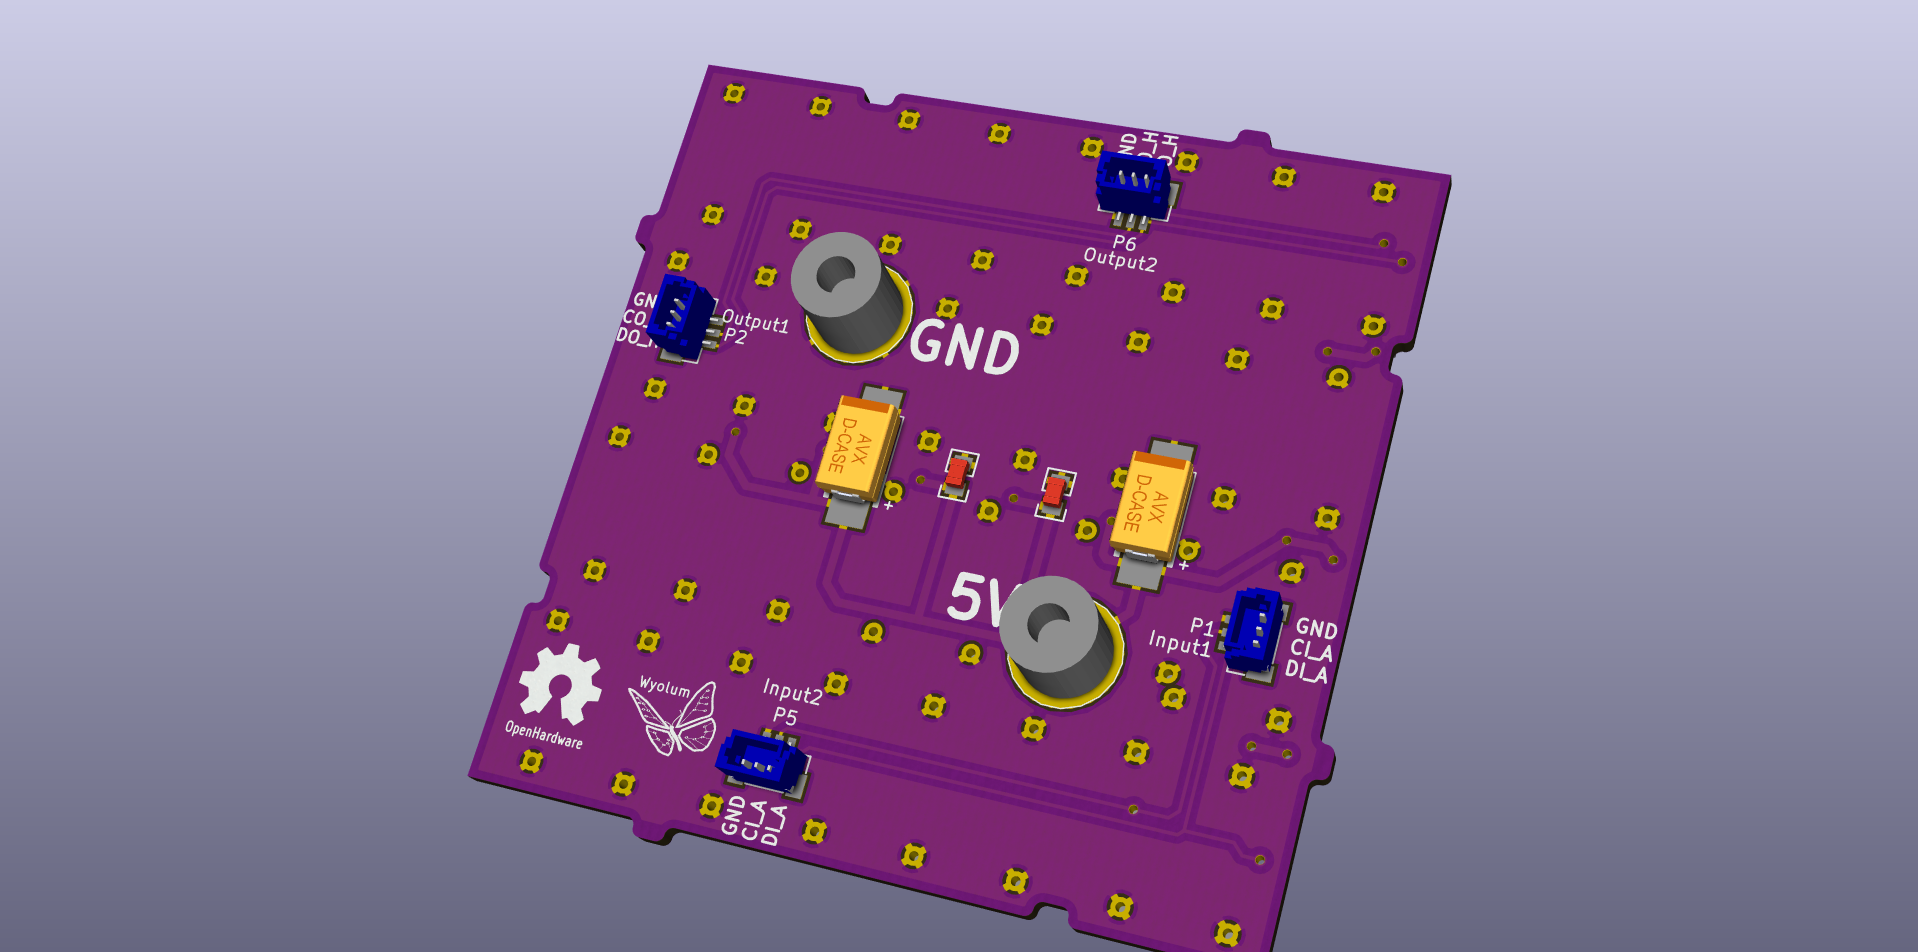 P6
Output2
Output1
P2
GND
AVX
D-CASE
+
AVX
D-CASE
+
P1
Input1
GND
CI_A
DI_A
Wyolum
OpenHardware
Input2
P5
GND
CI_A
DI_A